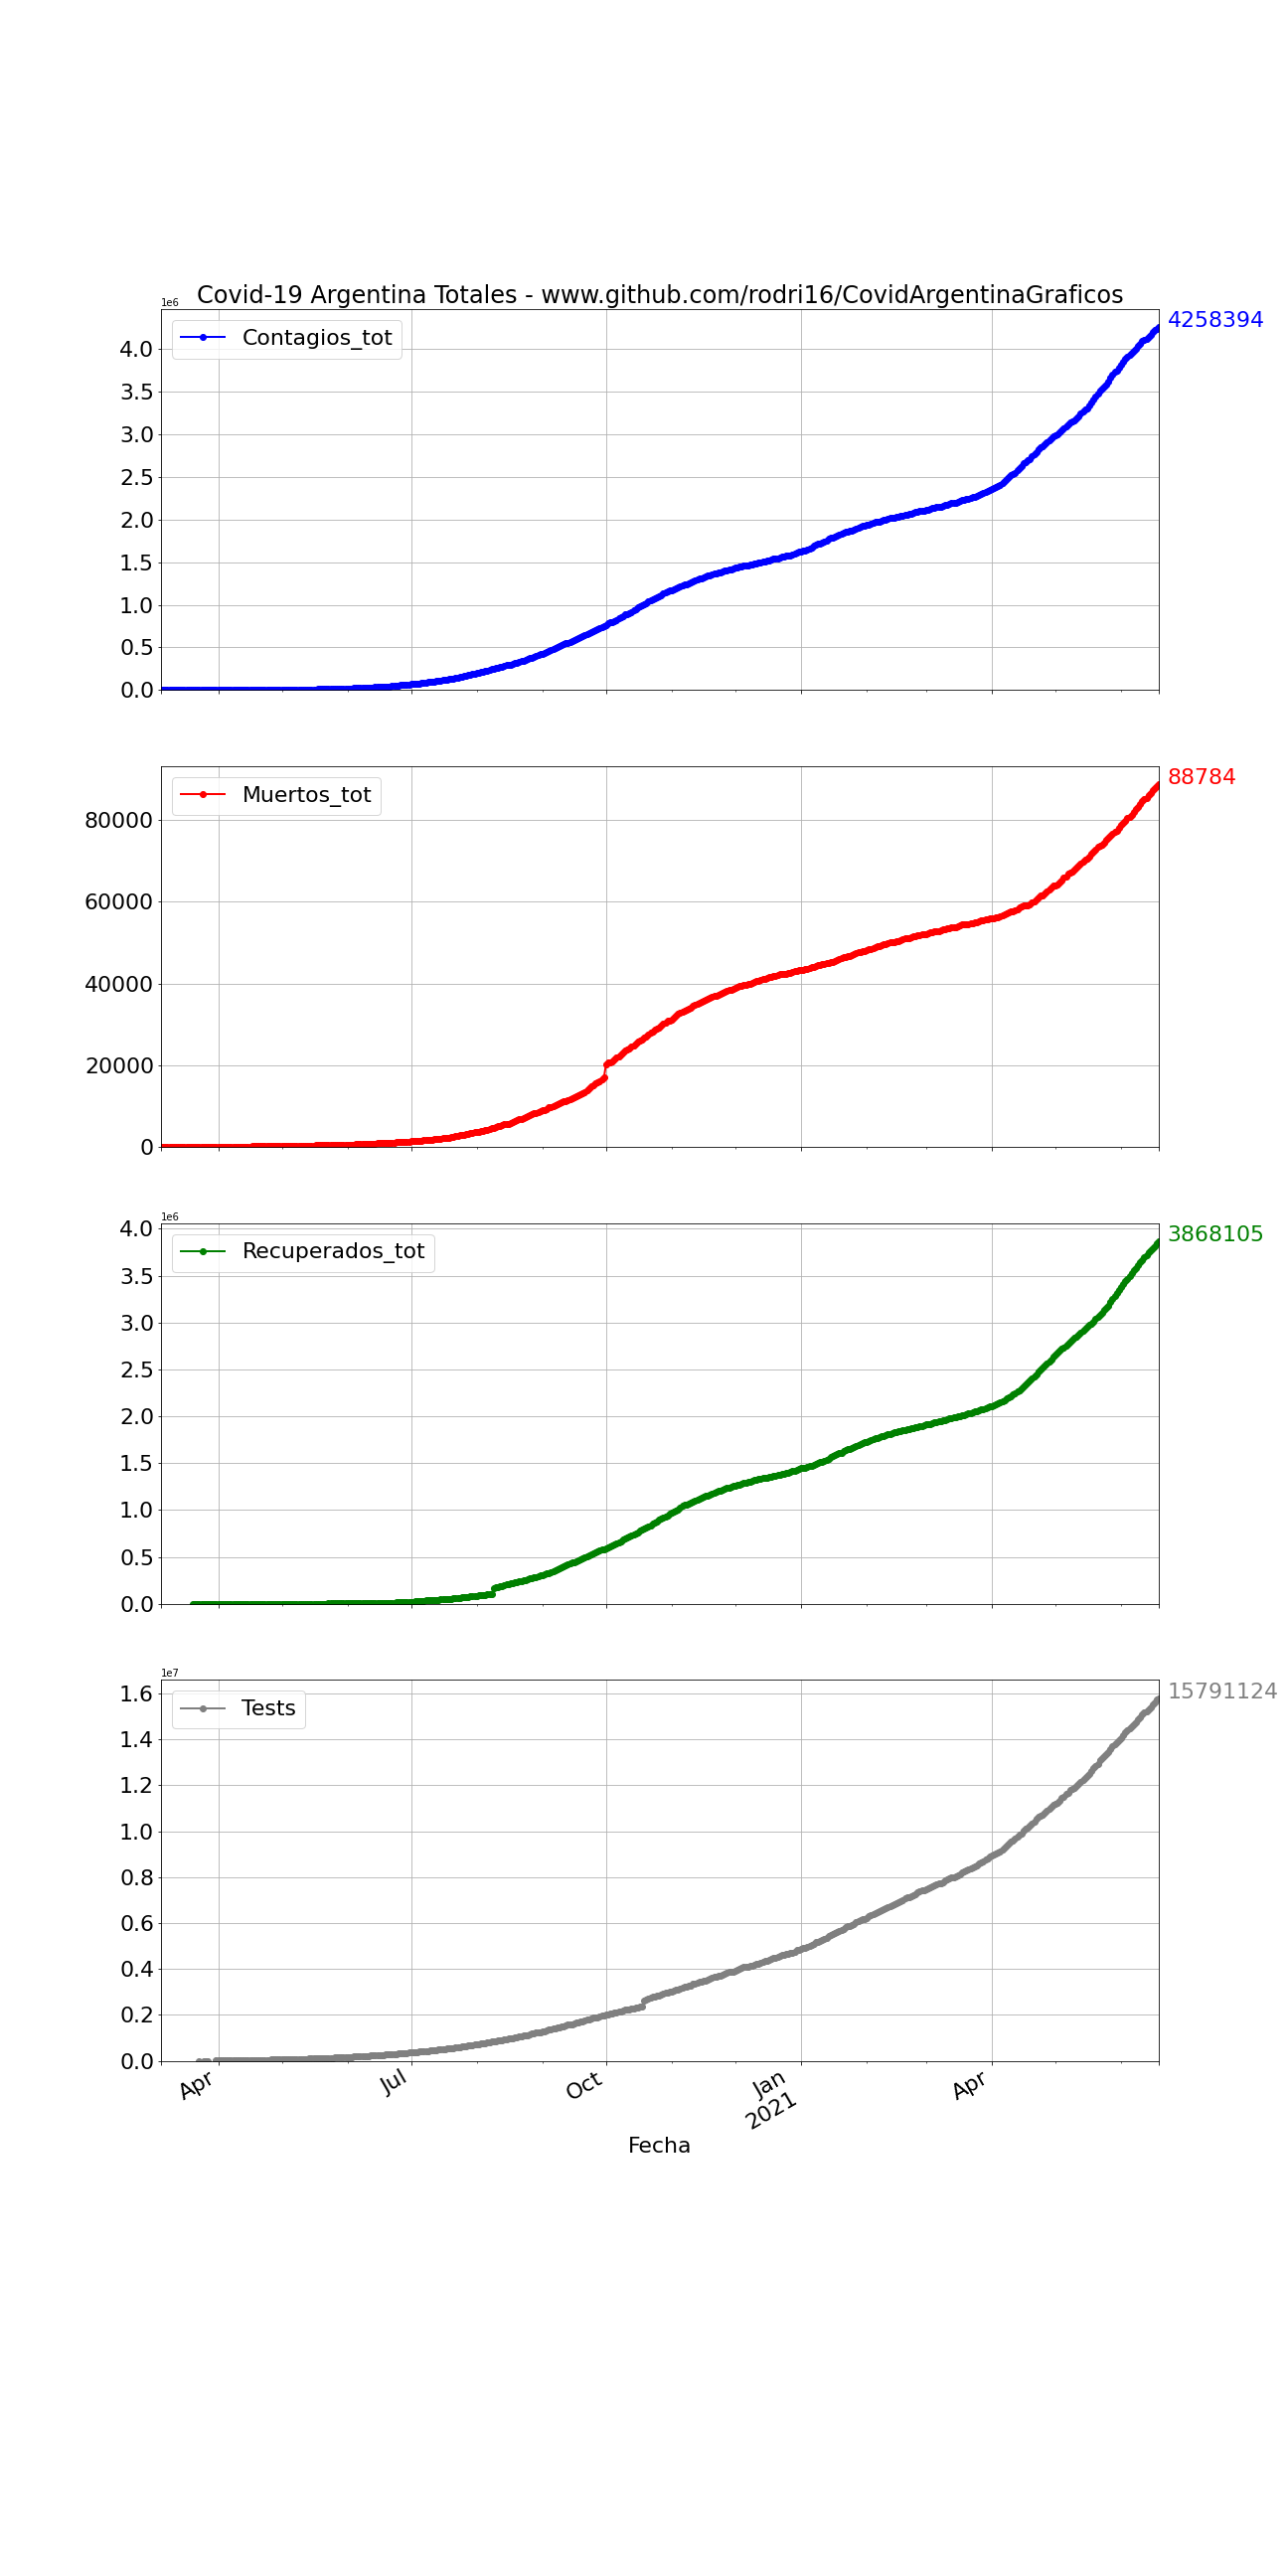 Covid-19 Argentina Totales - www.github.com/rodri16/CovidArgentinaGraficos
1e6
Contagios_tot
4258394
4.0
3.5
3.0
2.5
2.0
1.5
1.0
0.5
0.0
Muertos_tot
88784
80000
60000
40000
20000
0
1e6
Recuperados_tot
3868105
4.0
3.5
3.0
2.5
2.0
1.5
1.0
0.5
0.0
1e7
Tests
15791124
1.6
1.4
1.2
1.0
0.8
0.6
0.4
0.2
0.0
Apr
Jul
Oct
Jan
2021
Apr
Fecha